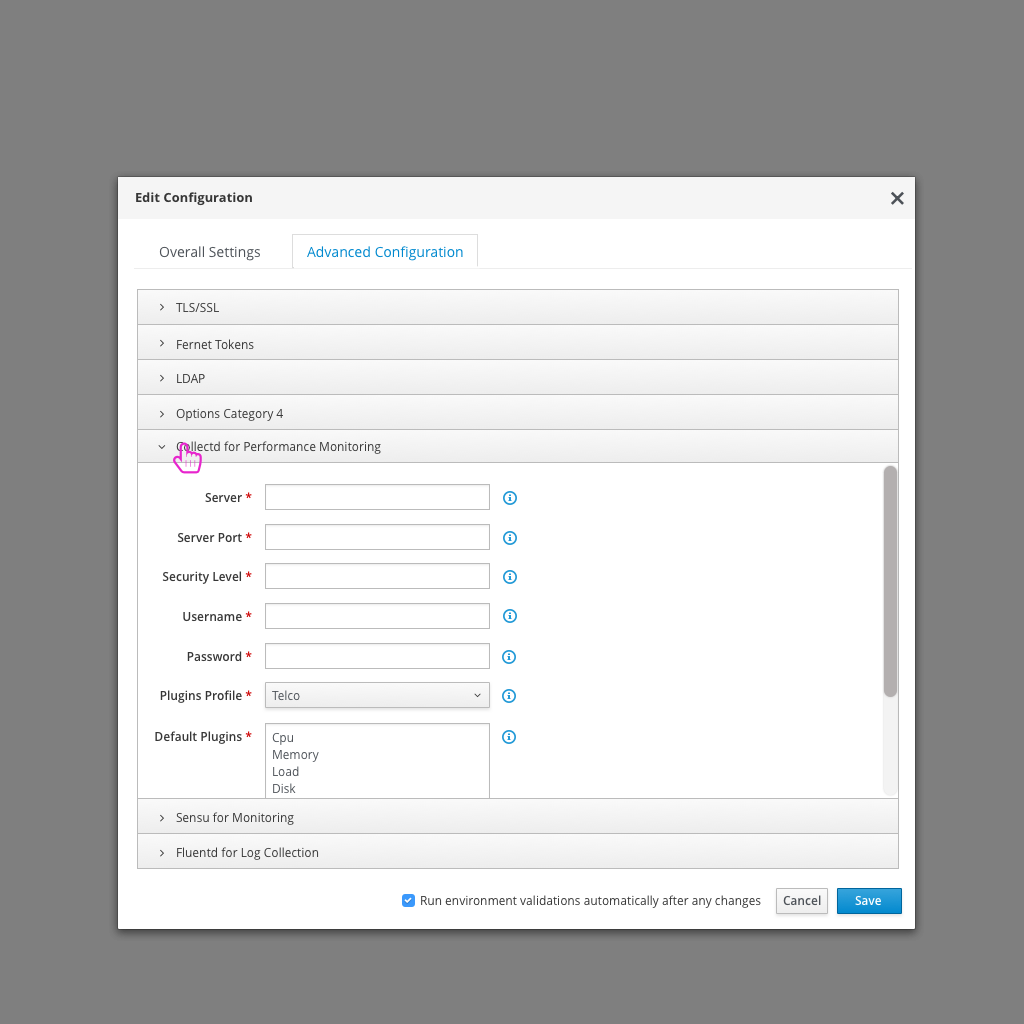 Edit Configuration
Overall Settings Advanced Configuration
TLS/SSL
Fernet Tokens
LDAP
Options Category 4
Collectd for Performance Monitoring
Server *
Server Port *
Security Level *
Username *
Password *
Plugins Profile * Telco
Default Plugins * Cpu
Memory
Load
Disk
Sensu for Monitoring
Fluentd for Log Collection
Run environment validations automatically after any changes Cancel Save